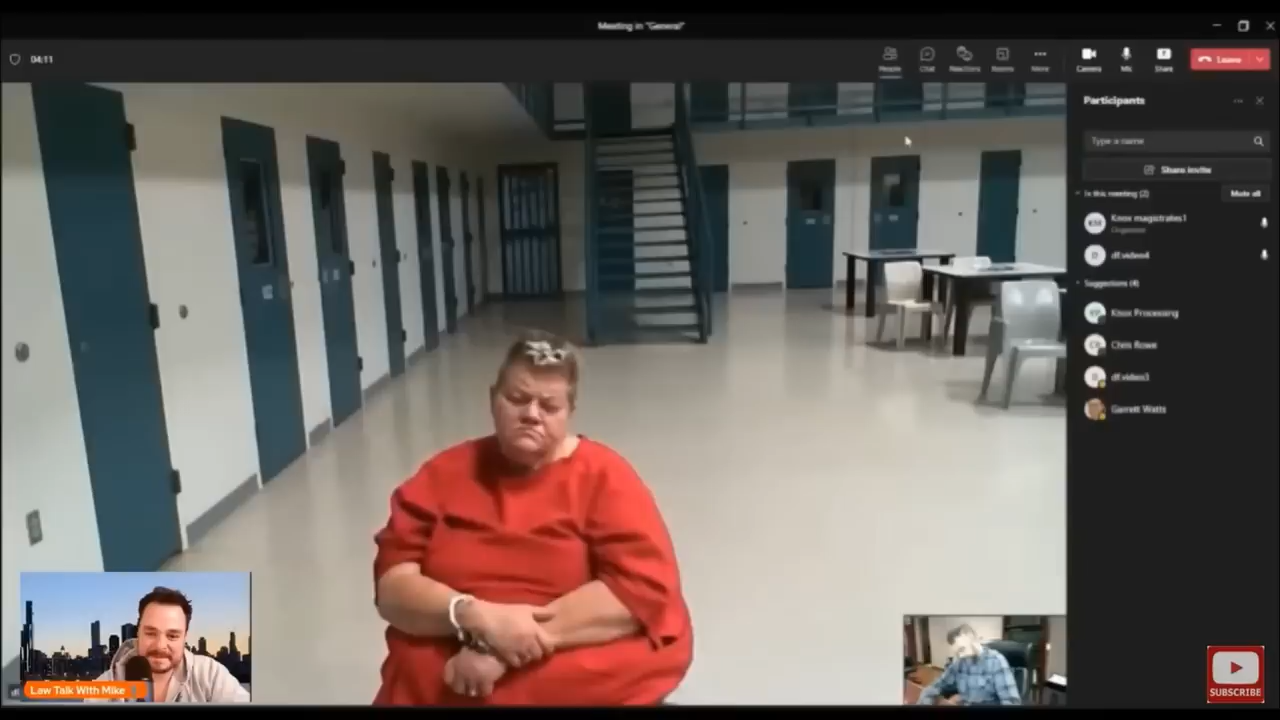 Meeting in "General"
04:11
People
Chat
Reactions
Rooms
More
Camera
Mic
Share
Leave
Participants
Type a name
Share invite
In this meeting (2)
Mute all
Knox magistrates1
Organizer
KM
df.video4
Suggestions (4)
Knox Processing
Chris Rowe
df.video3
Garrett Watts
Law Talk With Mike
SUBSCRIBE